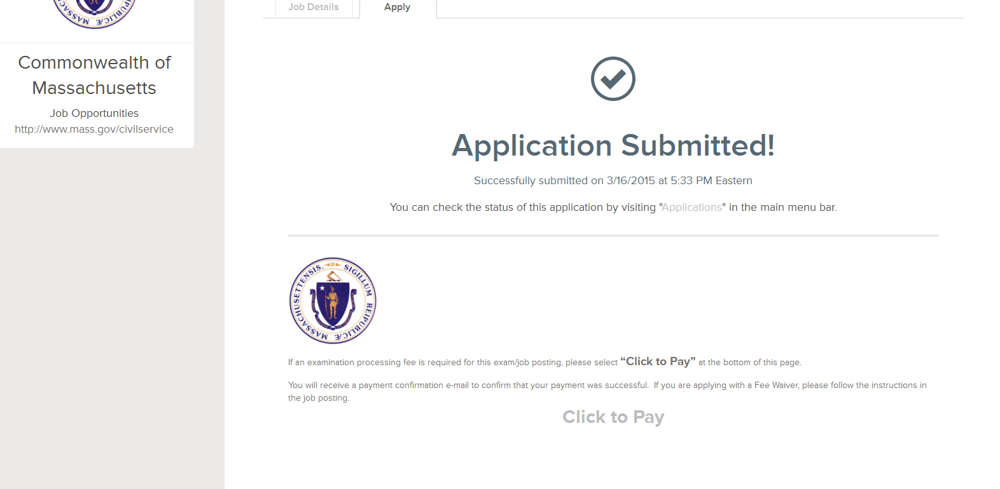 MASSACHUSETTENSIS. SIGILLUM REIPUBLICÆ
Commonwealth of
Massachusetts
Job Opportunities
http://www.mass.gov/civilservice
Job Details
Apply
Application Submitted!
Successfully submitted on 3/16/2015 at 5:33 PM Eastern
You can check the status of this application by visiting "Applications" in the main menu bar.
SIGILLUM REIPUBLICÆ MASSACHUSETTENSIS.
If an examination processing fee is required for this exam/job posting, please select “Click to Pay” at the bottom of this page.
You will receive a payment confirmation e-mail to confirm that your payment was successful.  If you are applying with a Fee Waiver, please follow the instructions in
the job posting.
Click to Pay